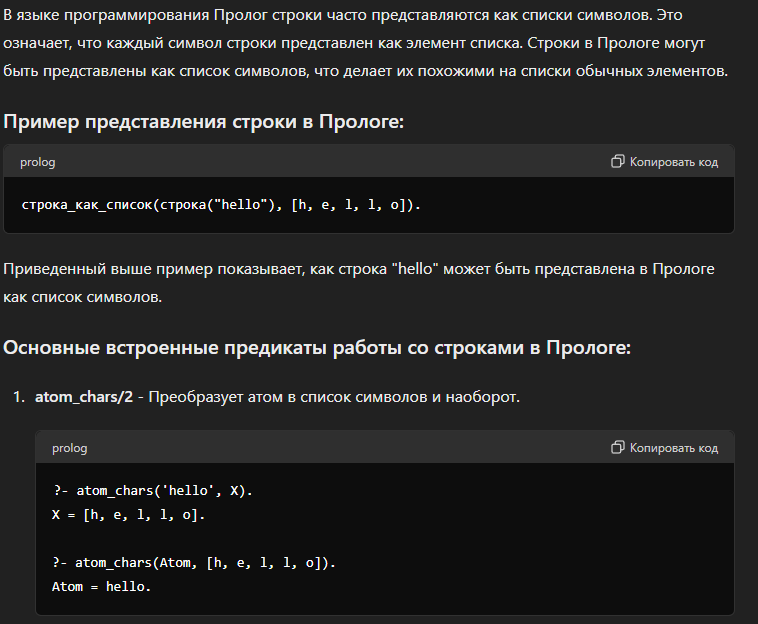 В языке программирования Пролог строки часто представляются как списки символов. Это
означает, что каждый символ строки представлен как элемент списка. Строки в Прологе могут
быть представлены как список символов, что делает их похожими на списки обычных элементов.
Пример представления строки в Прологе:
prolog
Копировать код
строка_как_список(строка("hello"), [h, e, l, l, o]).
Приведенный выше пример показывает, как строка "hello" может быть представлена в Прологе
как список символов.
Основные встроенные предикаты работы со строками в Прологе:
1. atom_chars/2 - Преобразует атом в список символов и наоборот.
prolog
Копировать код
?- atom_chars('hello', X).
X = [h, e, l, l, o].
?- atom_chars(Atom, [h, e, l, l, o]).
Atom = hello.